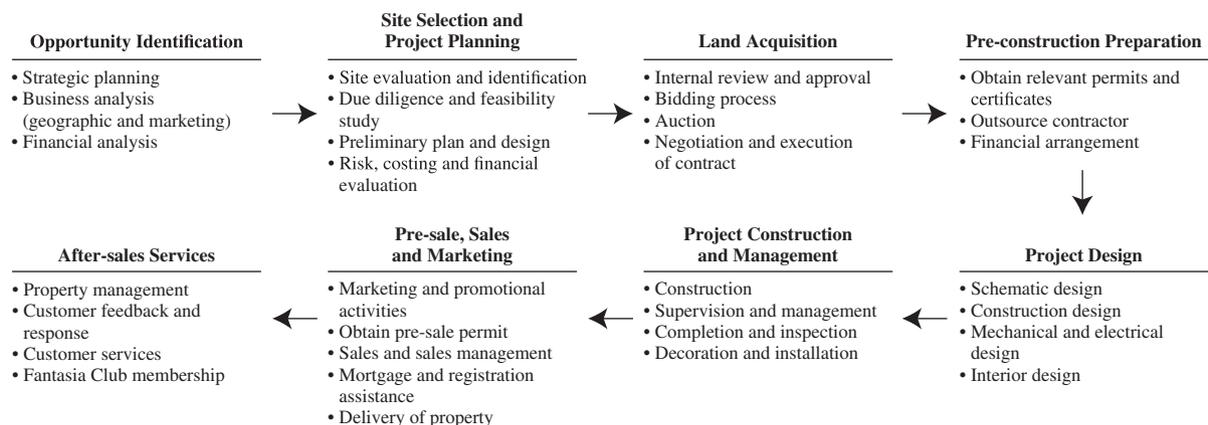 Opportunity Identification
• Strategic planning
• Business analysis
(geographic and marketing)
• Financial analysis
Site Selection and
Project Planning
• Site evaluation and identification
• Due diligence and feasibility
study
• Preliminary plan and design
• Risk, costing and financial
evaluation
Land Acquisition
• Internal review and approval
• Bidding process
• Auction
• Negotiation and execution
of contract
Pre-construction Preparation
• Obtain relevant permits and
certificates
• Outsource contractor
• Financial arrangement
Project Design
• Schematic design
• Construction design
• Mechanical and electrical
design
• Interior design
Project Construction
and Management
• Construction
• Supervision and management
• Completion and inspection
• Decoration and installation
Pre-sale, Sales
and Marketing
• Marketing and promotional
activities
• Obtain pre-sale permit
• Sales and sales management
• Mortgage and registration
assistance
• Delivery of property
After-sales Services
• Property management
• Customer feedback and
response
• Customer services
• Fantasia Club membership